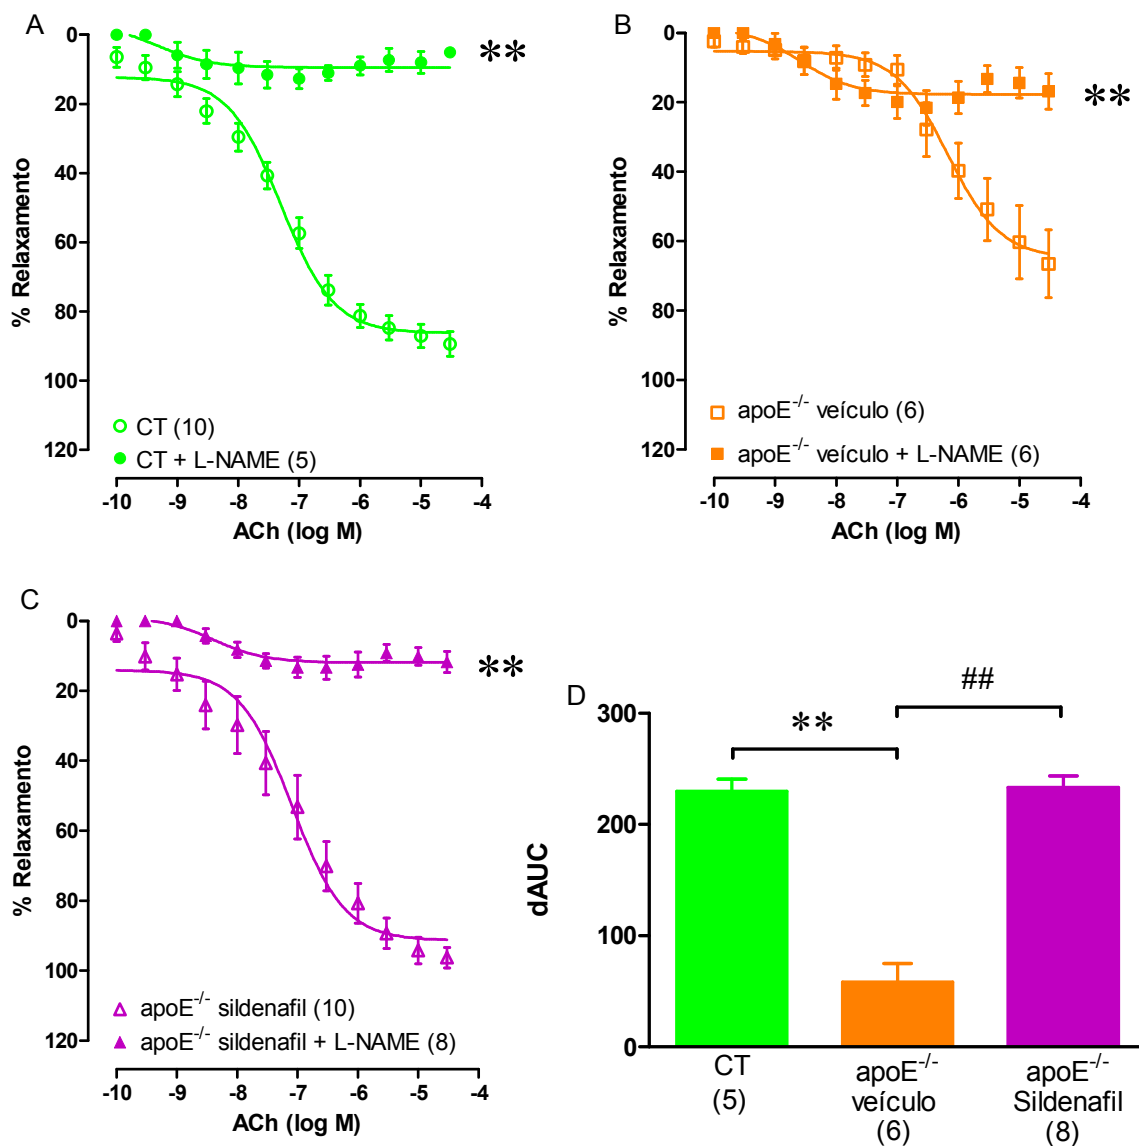 A
0
20
40
60
80
100
120
% Relaxamento
**
CT (10)
CT + L-NAME (5)
-10 -9 -8 -7 -6 -5 -4
ACh (log M)
B
0
20
40
60
80
100
120
% Relaxamento
**
apoE-/- veículo (6)
apoE-/- veículo + L-NAME (6)
-10 -9 -8 -7 -6 -5 -4
ACh (log M)
C
0
20
40
60
80
100
120
% Relaxamento
**
apoE-/- sildenafil (10)
apoE-/- sildenafil + L-NAME (8)
-10 -9 -8 -7 -6 -5 -4
ACh (log M)
D
300
200
100
0
dAUC
**
##
CT
(5)
apoE-/-
veículo
(6)
apoE-/-
Sildenafil
(8)